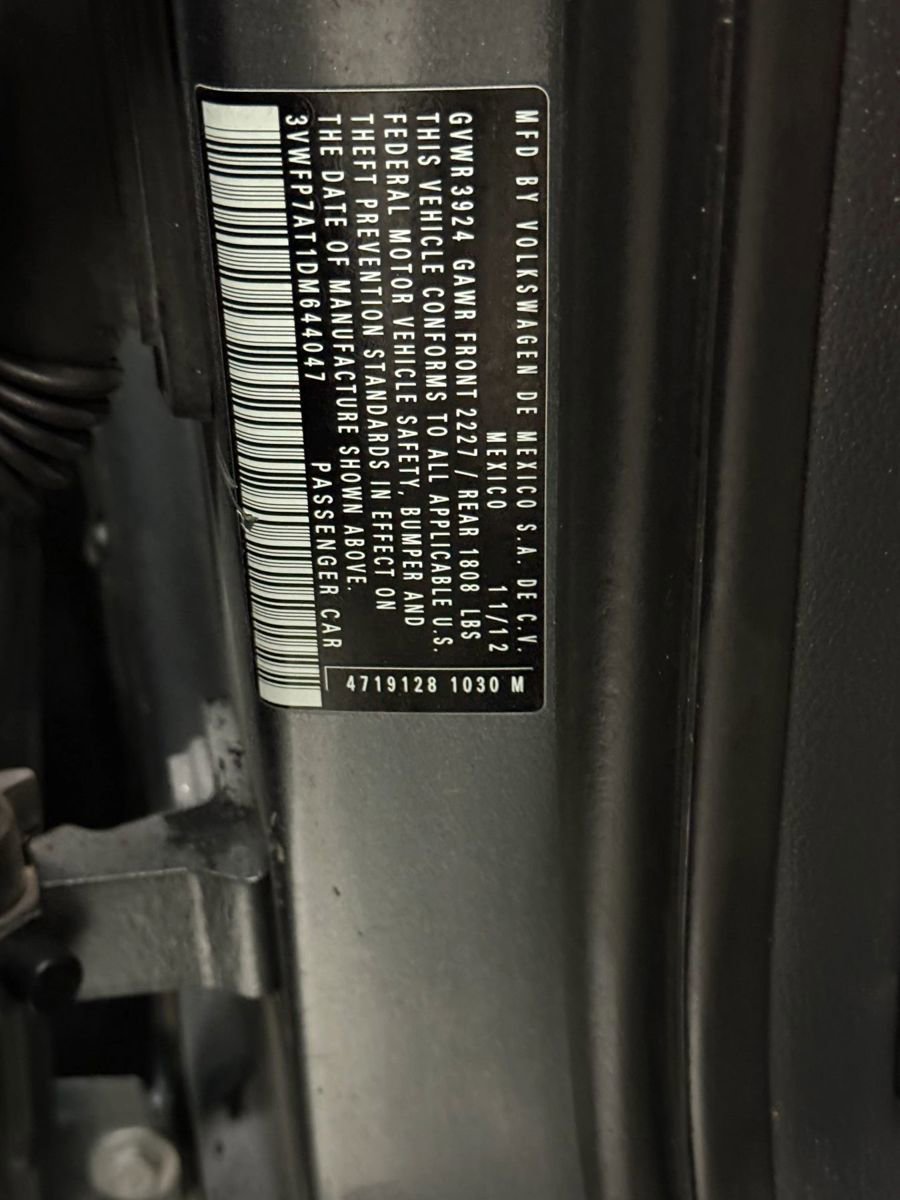 MFD BY VOLKSWAGEN DE MEXICO S.A. DE C.V.
MEXICO 11/12
GVWR3924 GAWR FRONT 2227 / REAR 1808 LBS
THIS VEHICLE CONFORMS TO ALL APPLICABLE U.S.
FEDERAL MOTOR VEHICLE SAFETY, BUMPER AND
THEFT PREVENTION STANDARDS IN EFFECT ON
THE DATE OF MANUFACTURE SHOWN ABOVE.
3VWFP7AT1DM644047 PASSENGER CAR
4719128 1030 M